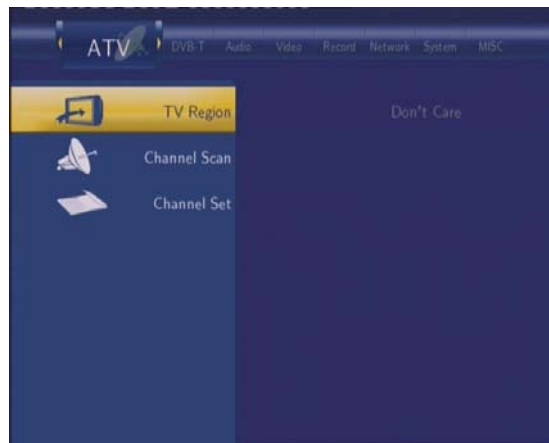 ATV DVB-T Audio Video Record Network System MISC
TV Region Don't Care
Channel Scan
Channel Set